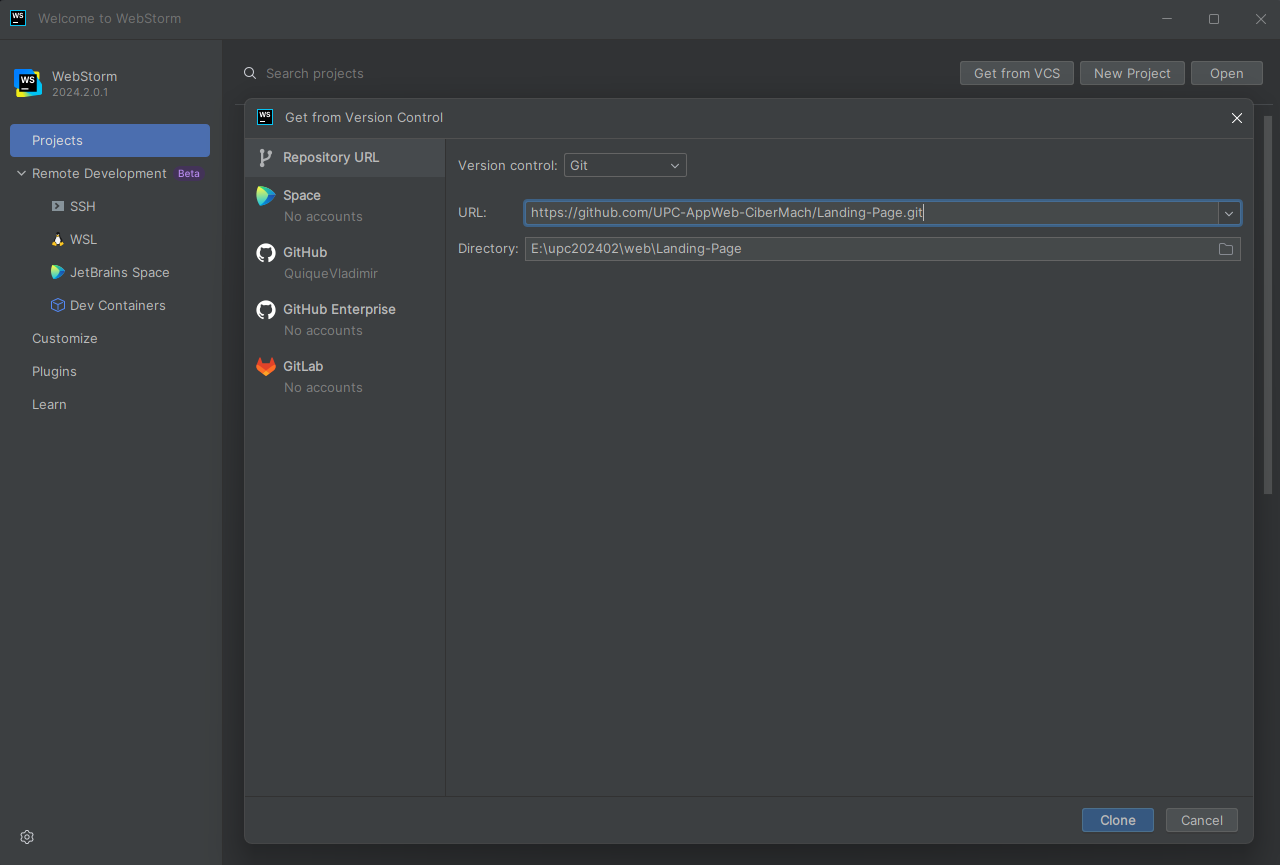 WS Welcome to WebStorm
WS WebStorm
2024.2.0.1
Projects
Remote Development Beta
SSH
WSL
JetBrains Space
Dev Containers
Customize
Plugins
Learn
Search projects
Get from VCS New Project Open
WS Get from Version Control
Repository URL
Space
No accounts
GitHub
QuiqueVladimir
GitHub Enterprise
No accounts
GitLab
No accounts
Version control: Git
URL: https://github.com/UPC-AppWeb-CiberMach/Landing-Page.git
Directory: E:\upc202402\web\Landing-Page
Clone Cancel